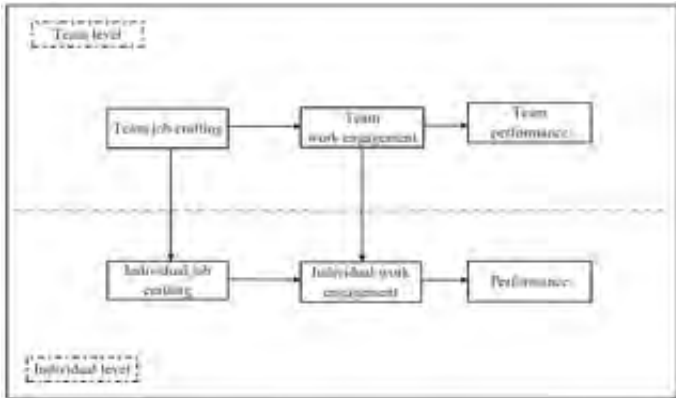 Team level
Team job crafting
Team
work engagement
Team
performance
Individual job
crafting
Individual work
engagement
Performance
Individual level